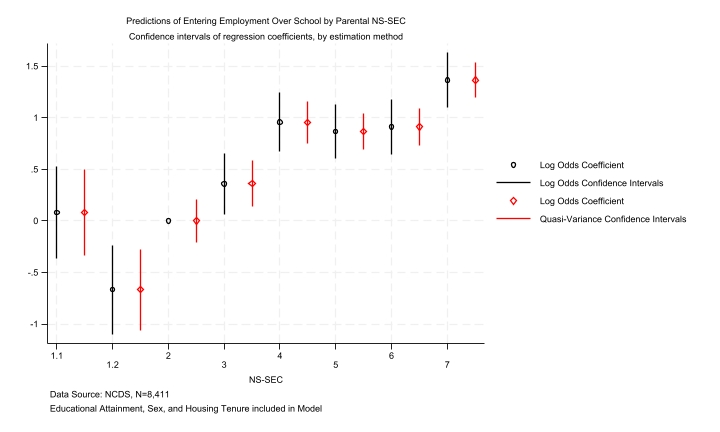 Predictions of Entering Employment Over School by Parental NS-SEC
Confidence intervals of regression coefficients, by estimation method
1.5
1
.5
0
-.5
-1
1.1
1.2
2
3
4
5
6
7
NS-SEC
Log Odds Coefficient
Log Odds Confidence Intervals
Log Odds Coefficient
Quasi-Variance Confidence Intervals
Data Source: NCDS, N=8,411
Educational Attainment, Sex, and Housing Tenure included in Model